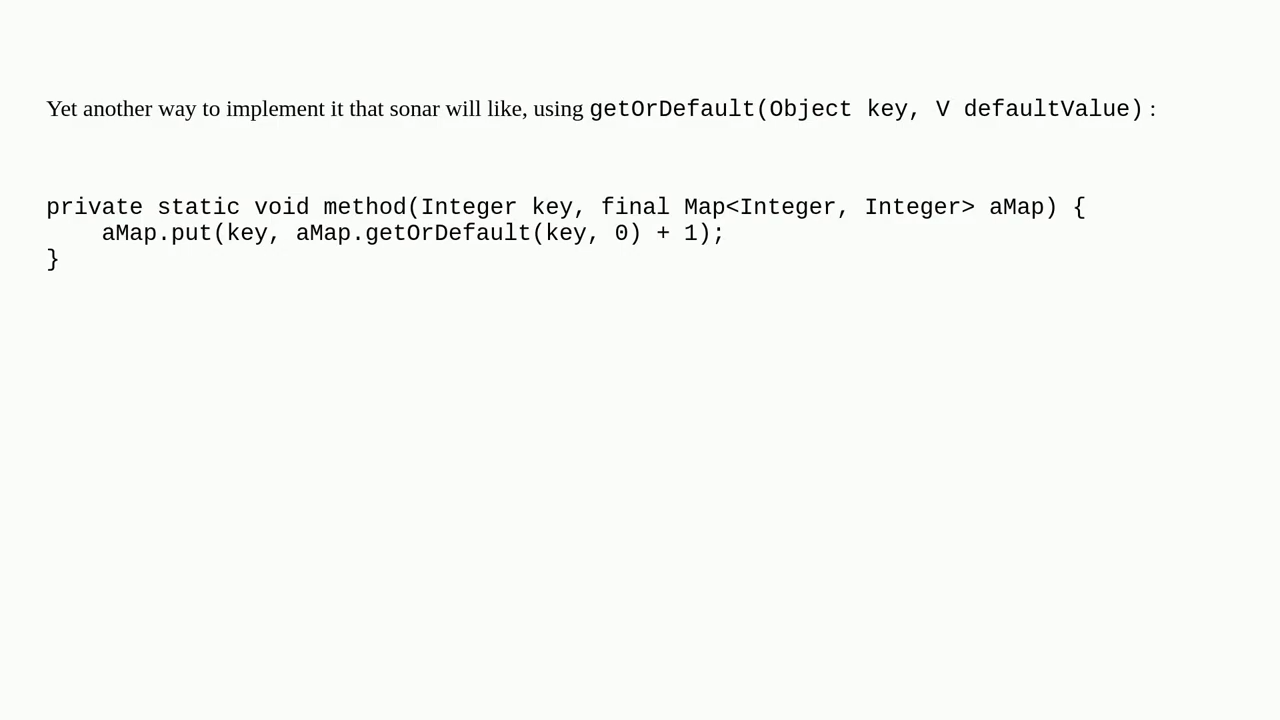 Yet another way to implement it that sonar will like, using getOrDefault(Object key, V defaultValue) :
private static void method(Integer key, final Map<Integer, Integer> aMap) {
    aMap.put(key, aMap.getOrDefault(key, 0) + 1);
}